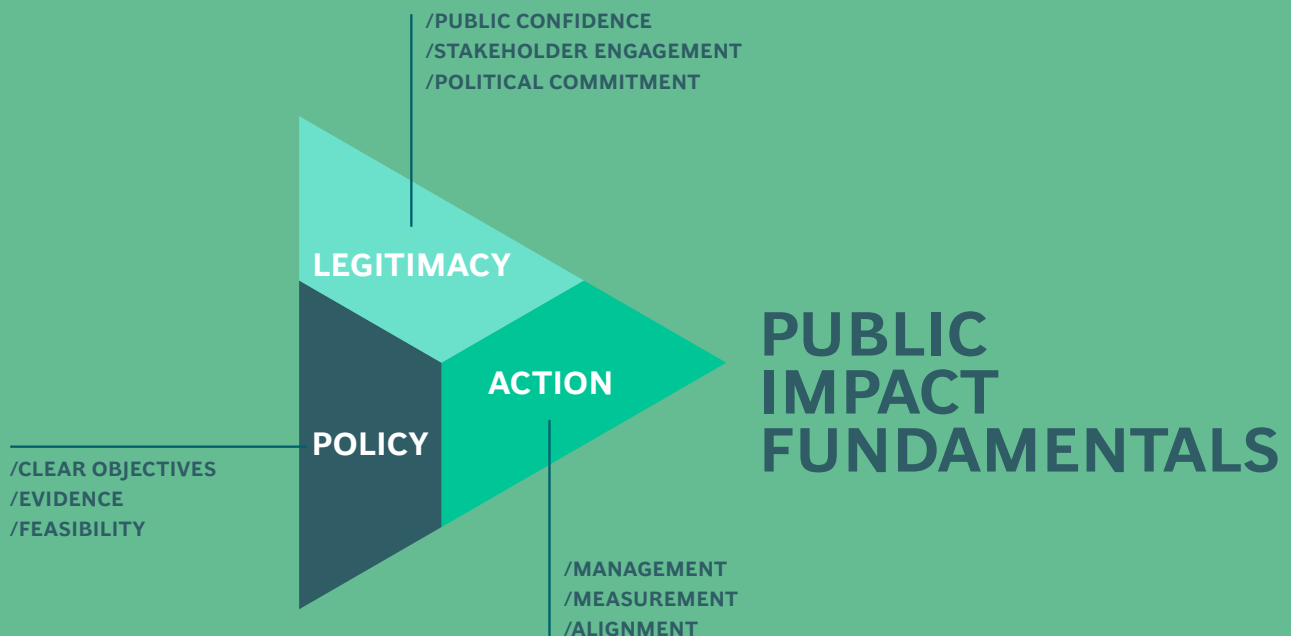 /PUBLIC CONFIDENCE
/STAKEHOLDER ENGAGEMENT
/POLITICAL COMMITMENT
LEGITIMACY
ACTION
POLICY
PUBLIC
IMPACT
FUNDAMENTALS
/CLEAR OBJECTIVES
/EVIDENCE
/FEASIBILITY
/MANAGEMENT
/MEASUREMENT
/ALIGNMENT